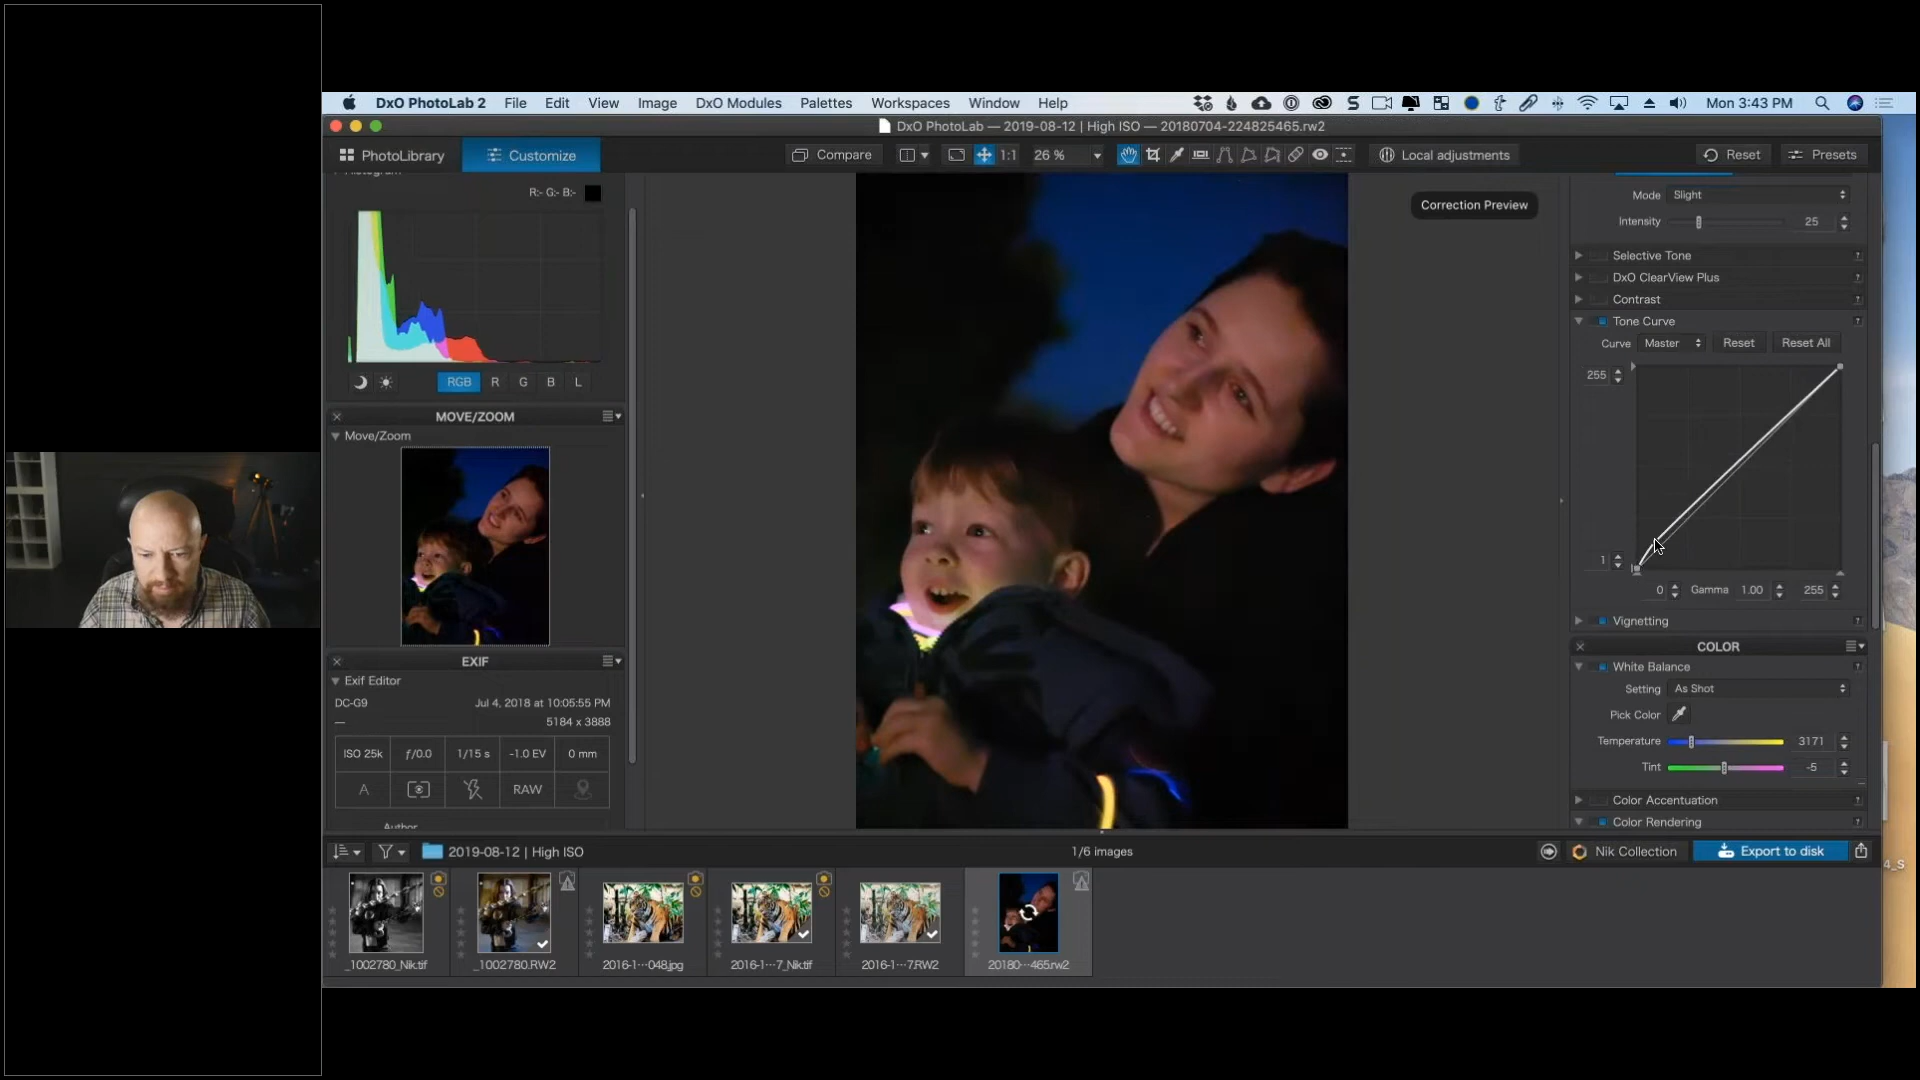 DxO PhotoLab 2 File Edit View Image DxO Modules Palettes Workspaces Window Help Mon 3:43 PM
DxO PhotoLab — 2019-08-12 | High ISO — 20180704-224825465.rw2
PhotoLibrary Customize Compare 1:1 26 % Local adjustments Reset Presets
R:- G:- B:-
RGB R G B L
MOVE/ZOOM
Move/Zoom
EXIF
Exif Editor
DC-G9 Jul 4, 2018 at 10:05:55 PM
— 5184 x 3888
ISO 25k ƒ/0.0 1/15 s -1.0 EV 0 mm
A RAW
Author
Correction Preview
Mode Slight
Intensity 25
Selective Tone ?
DxO ClearView Plus ?
Contrast ?
Tone Curve ?
Curve Master Reset Reset All
255
1
0 Gamma 1.00 255
Vignetting ?
COLOR
White Balance ?
Setting As Shot
Pick Color
Temperature 3171
Tint -5
Color Accentuation ?
Color Rendering ?
2019-08-12 | High ISO 1/6 images Nik Collection Export to disk
_1002780_Nik.tif _1002780.RW2 2016-1···048.jpg 2016-1···7_Nik.tif 2016-1···7.RW2 20180···465.rw2
4_S